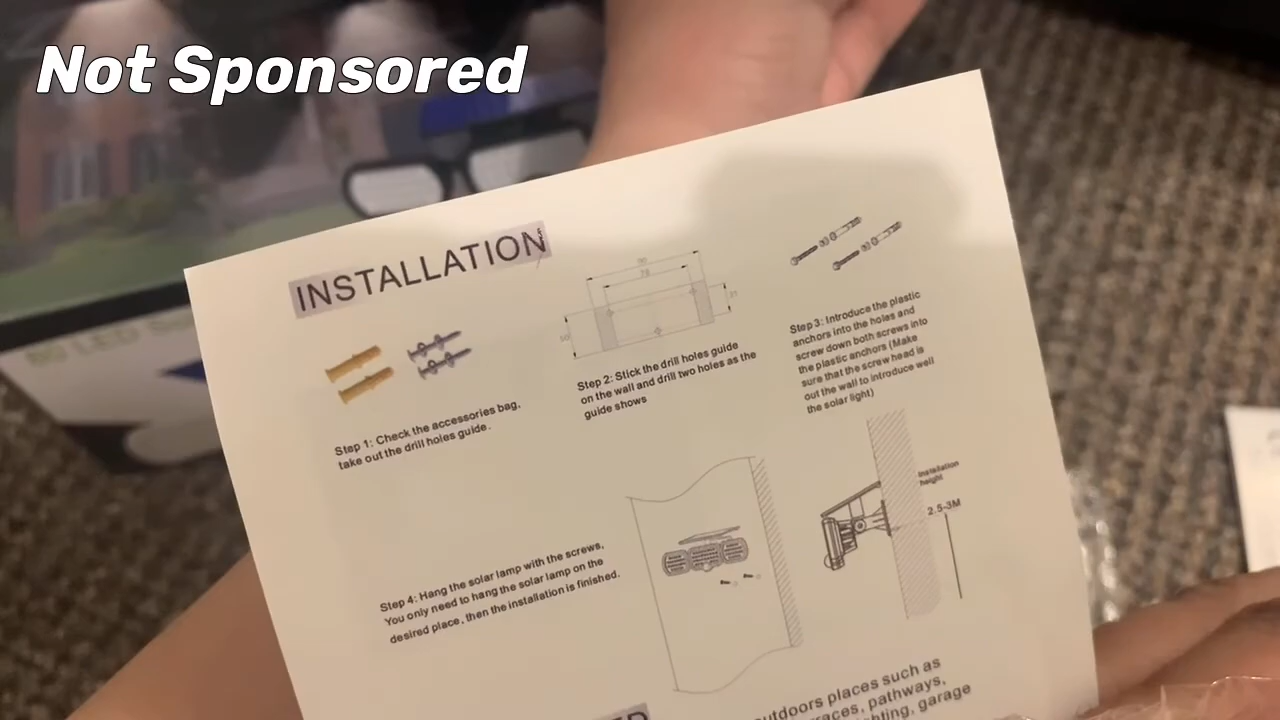 Not Sponsored
INSTALLATION
Step 1: Check the accessories bag,
take out the drill holes guide.
78
Step 2: Stick the drill holes guide
on the wall and drill two holes as the
guide shows
Step 3: Introduce the plastic
anchors into the holes and
screw down both screws into
the plastic anchors (Make
sure that the screw head is
out the wall to introduce well
the solar light)
Step 4: Hang the solar lamp with the screws,
You only need to hang the solar lamp on the
desired place, then the installation is finished.
Installation
height
2.5-3M
outdoors places such as
pathways,
garage